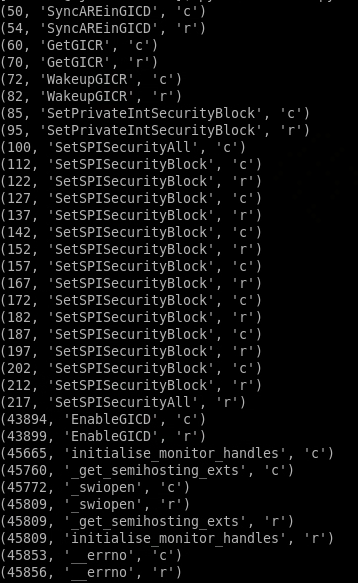 (50, 'SyncAREinGICD', 'c')
(54, 'SyncAREinGICD', 'r')
(60, 'GetGICR', 'c')
(70, 'GetGICR', 'r')
(72, 'WakeupGICR', 'c')
(82, 'WakeupGICR', 'r')
(85, 'SetPrivateIntSecurityBlock', 'c')
(95, 'SetPrivateIntSecurityBlock', 'r')
(100, 'SetSPISecurityAll', 'c')
(112, 'SetSPISecurityBlock', 'c')
(122, 'SetSPISecurityBlock', 'r')
(127, 'SetSPISecurityBlock', 'c')
(137, 'SetSPISecurityBlock', 'r')
(142, 'SetSPISecurityBlock', 'c')
(152, 'SetSPISecurityBlock', 'r')
(157, 'SetSPISecurityBlock', 'c')
(167, 'SetSPISecurityBlock', 'r')
(172, 'SetSPISecurityBlock', 'c')
(182, 'SetSPISecurityBlock', 'r')
(187, 'SetSPISecurityBlock', 'c')
(197, 'SetSPISecurityBlock', 'r')
(202, 'SetSPISecurityBlock', 'c')
(212, 'SetSPISecurityBlock', 'r')
(217, 'SetSPISecurityAll', 'r')
(43894, 'EnableGICD', 'c')
(43899, 'EnableGICD', 'r')
(45665, 'initialise_monitor_handles', 'c')
(45760, '_get_semihosting_exts', 'c')
(45772, '_swiopen', 'c')
(45809, '_swiopen', 'r')
(45809, '_get_semihosting_exts', 'r')
(45809, 'initialise_monitor_handles', 'r')
(45853, '__errno', 'c')
(45856, '__errno', 'r')